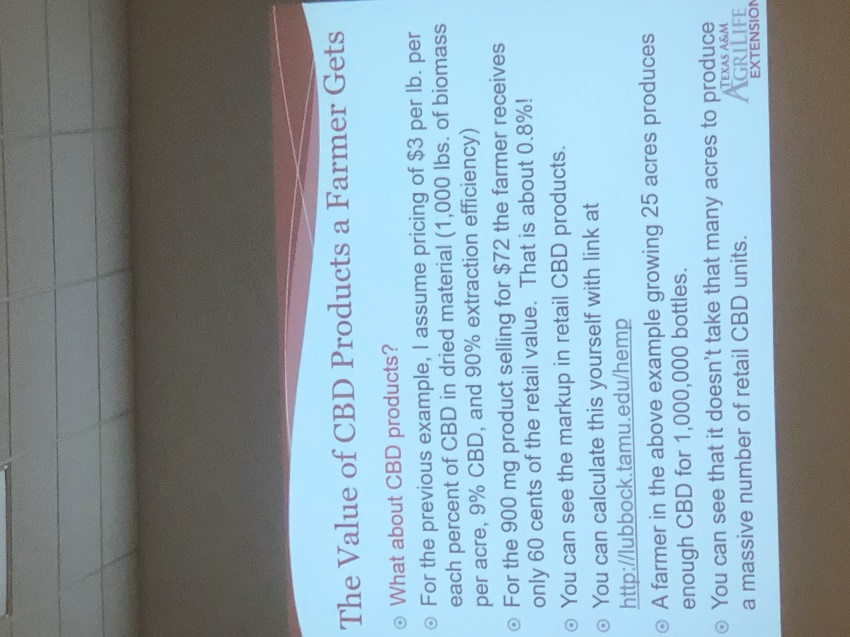 The Value of CBD Products a Farmer Gets
What about CBD products?
For the previous example, I assume pricing of $3 per lb. per
each percent of CBD in dried material (1,000 lbs. of biomass
per acre, 9% CBD, and 90% extraction efficiency)
For the 900 mg product selling for $72 the farmer receives
only 60 cents of the retail value.  That is about 0.8%!
You can see the markup in retail CBD products.
You can calculate this yourself with link at
http://lubbock.tamu.edu/hemp
A farmer in the above example growing 25 acres produces
enough CBD for 1,000,000 bottles.
You can see that it doesn't take that many acres to produce
a massive number of retail CBD units.
TEXAS A&M
AGRILIFE
EXTENSION